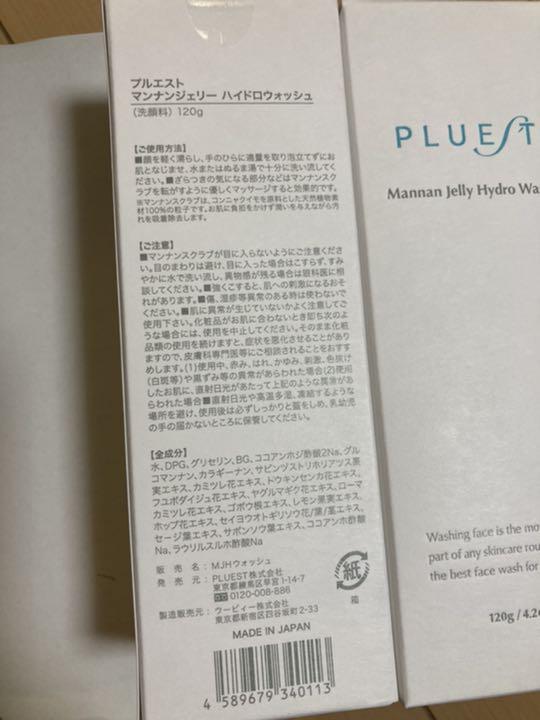 プルエスト
マンナンジェリー ハイドロウォッシュ
(洗顔料) 120g
【ご使用方法】
■顔を軽く濡らし、手のひらに適量を取り泡立てずにお
肌となじませ、水またはぬるま湯で十分に洗い流してく
ださい。■ざらつきの気になる部分などはマンナンスク
ラブを転がすように優しくマッサージすると効果的です。
※マンナンスクラブは、コンニャクイモを原料とした天然植物素
材100%の粒子です。お肌に負担をかけず潤いを与えながら汚
れを吸着除去します。
【ご注意】
■マンナンスクラブが目に入らないようにご注意くださ
い。目のまわりは避け、目に入った場合はこすらず、すみ
やかに水で洗い流し、異物感が残る場合は眼科医に相
談してください。■強くこすると、肌への刺激になるおそ
れがあります。■傷、湿疹等異常のある時は使わないで
ください。■肌に異常が生じていないかよく注意してご
使用下さい。化粧品がお肌に合わないとき即ち次のよ
うな場合には、使用を中止してください。そのまま化粧
品類の使用を続けますと、症状を悪化させることがあり
ますので、皮膚科専門医等にご相談されることをおすす
めします。(1)使用中、赤み、はれ、かゆみ、刺激、色抜け
(白斑等)や黒ずみ等の異常があらわれた場合(2)使用
したお肌に、直射日光があたって上記のような異常があ
らわれた場合■直射日光や高温多湿、凍結するような
場所を避け、使用後は必ずしっかりと蓋をしめ、乳幼児
の手の届かないところに保管してください。
【全成分】
水、DPG、グリセリン、BG、ココアンホジ酢酸2Na、グル
コマンナン、カラギーナン、サピンヅストリホリアツス果
実エキス、カミツレ花エキス、トウキンセンカ花エキス、
フユボダイジュ花エキス、ヤグルマギク花エキス、ローマ
カミツレ花エキス、ゴボウ根エキス、レモン果実エキス、
ホップ花エキス、セイヨウオトギリソウ花/葉/茎エキス、
セージ葉エキス、サボンソウ葉エキス、ココアンホ酢酸
Na、ラウリルスルホ酢酸Na
販売名:MJHウォッシュ
発売元:PLUEST株式会社
東京都練馬区早宮1-14-7
0120-008-886
製造販売元:ウービィー株式会社
東京都新宿区四谷坂町2-33
紙
箱
MADE IN JAPAN
4 589679 340113
PLUEST
Mannan Jelly Hydro Wa
Washing face is the mo
part of any skincare rou
the best face wash for
120g / 4.2